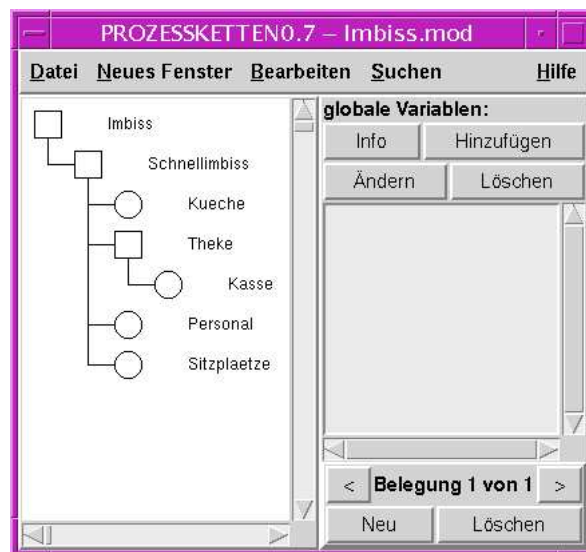 PROZESSKETTEN0.7 – Imbiss.mod
Datei Neues Fenster Bearbeiten Suchen Hilfe
Imbiss
Schnellimbiss
Kueche
Theke
Kasse
Personal
Sitzplaetze
globale Variablen:
Info Hinzufügen
Ändern Löschen
< Belegung 1 von 1 >
Neu Löschen